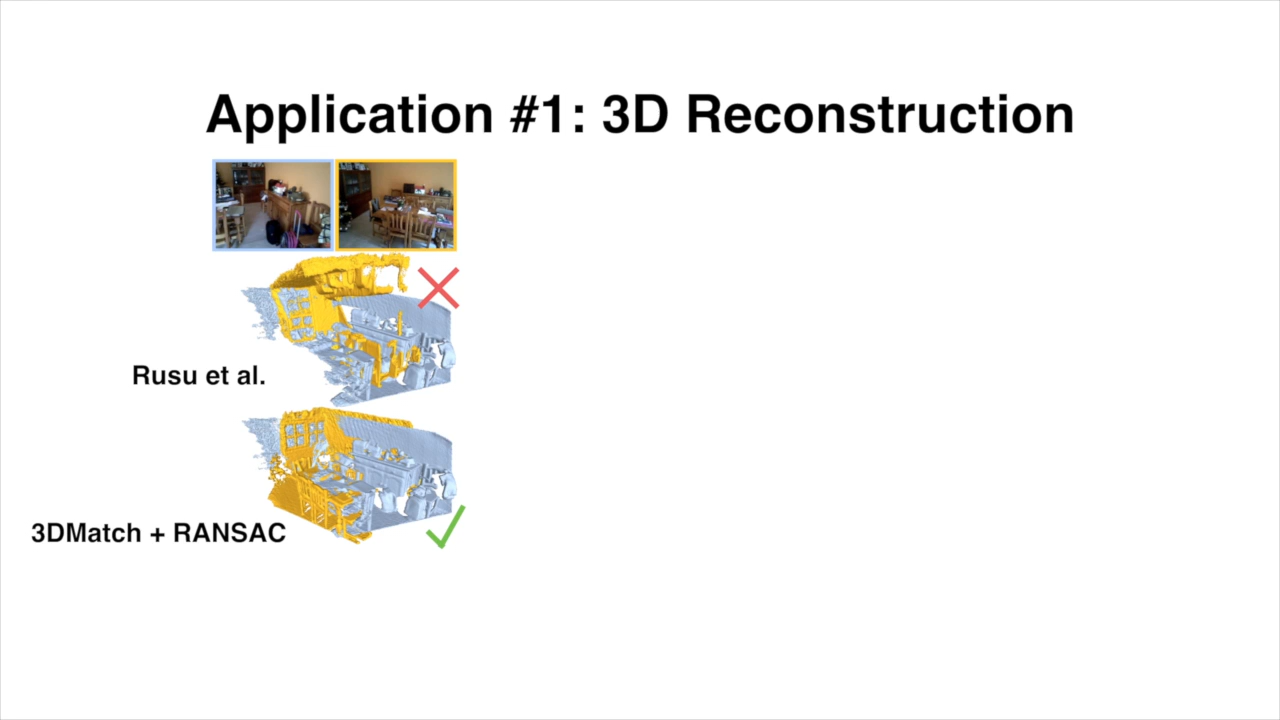 Application #1: 3D Reconstruction
Rusu et al.
3DMatch + RANSAC